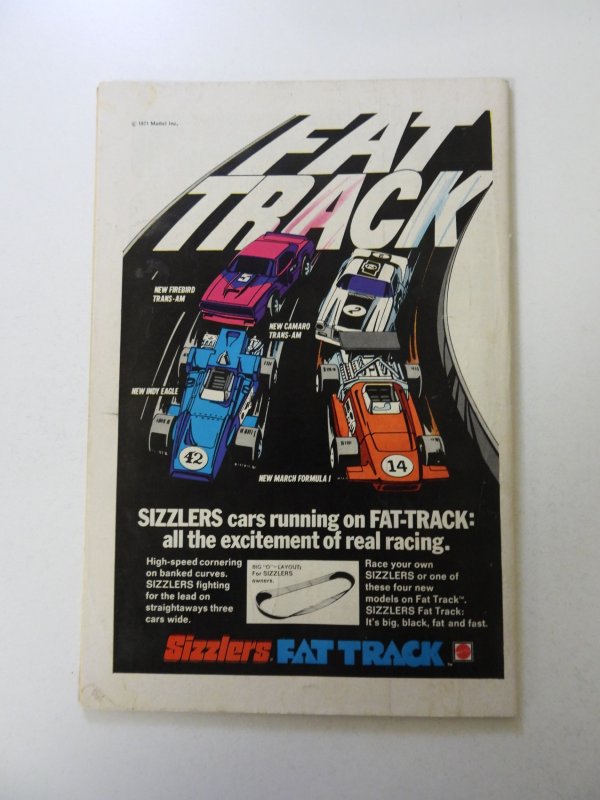 © 1971 Mattel Inc.
FAT
TRACK
5
NEW FIREBIRD
TRANS-AM
2
NEW CAMARO
TRANS-AM
NEW INDY EAGLE
42
14
NEW MARCH FORMULA 1
SIZZLERS cars running on FAT-TRACK:
all the excitement of real racing.
High-speed cornering
on banked curves.
SIZZLERS fighting
for the lead on
straightaways three
cars wide.
BIG "O"-LAYOUT:
For SIZZLERS
owners.
Race your own
SIZZLERS or one of
these four new
models on Fat Track™.
SIZZLERS Fat Track:
It's big, black, fat and fast.
Sizzlers® FAT TRACK™